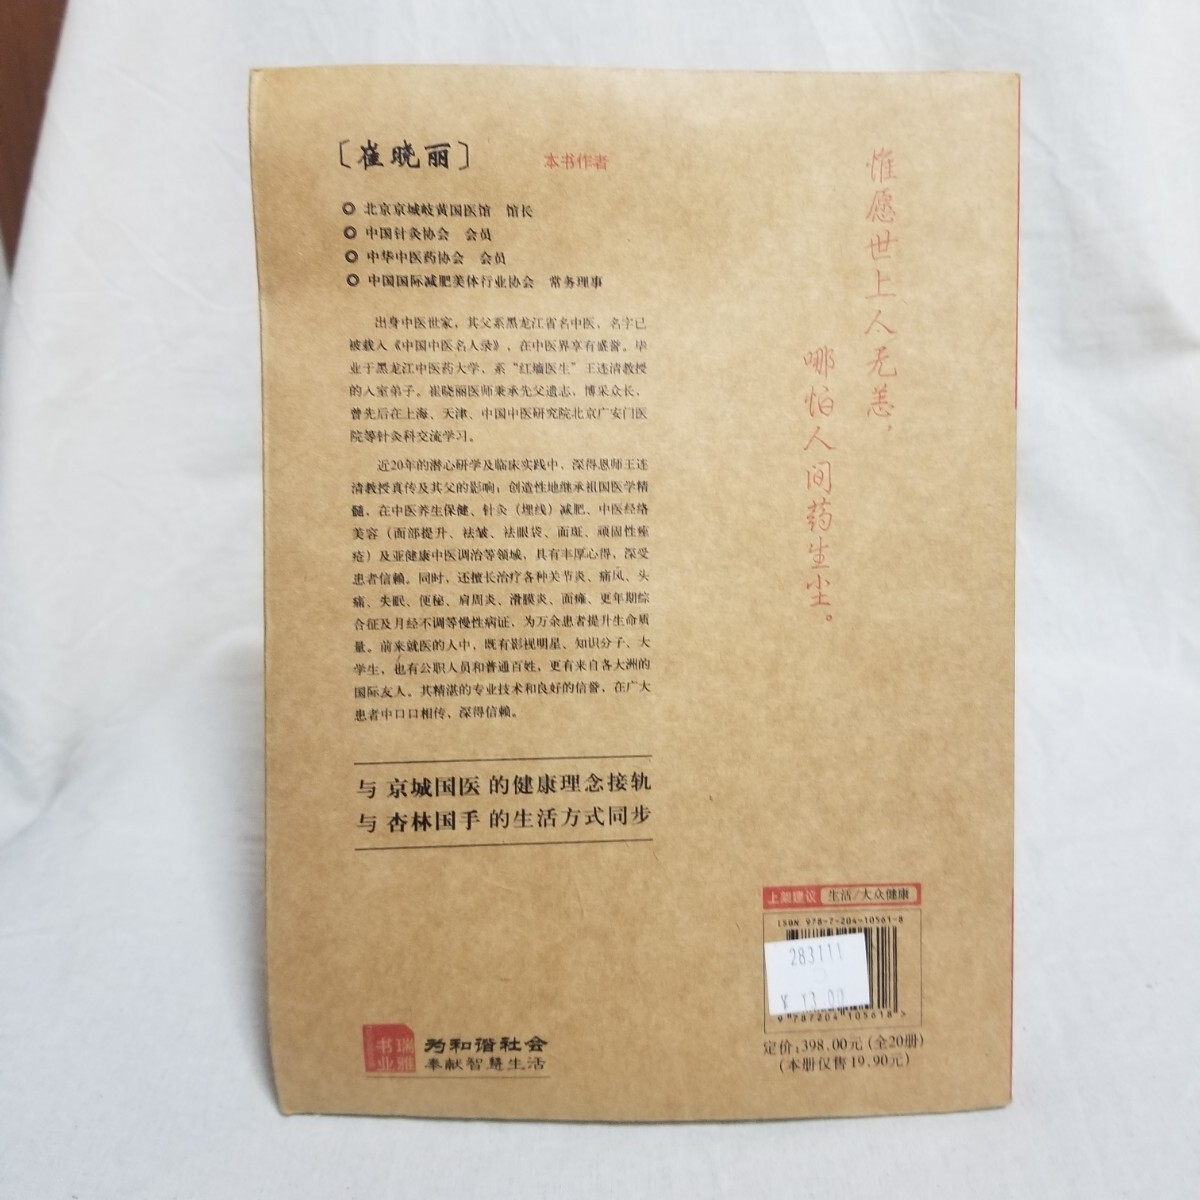 〔崔晓丽〕 本书作者
◎ 北京京城岐黄国医馆 馆长
◎ 中国针灸协会 会员
◎ 中华中医药协会 会员
◎ 中国国际减肥美体行业协会 常务理事
出身中医世家，其父系黑龙江省名中医，名字已
被载入《中国中医名人录》，在中医界享有盛誉。毕
业于黑龙江中医药大学，系“红墙医生”王连清教授
的入室弟子。崔晓丽医师秉承先父遗志，博采众长，
曾先后在上海、天津、中国中医研究院北京广安门医
院等针灸科交流学习。
近20年的潜心研学及临床实践中，深得恩师王连
清教授真传及其父的影响；创造性地继承祖国医学精
髓，在中医养生保健、针灸（埋线）减肥、中医经络
美容（面部提升、祛皱、祛眼袋、面斑、顽固性痤
疮）及亚健康中医调治等领域，具有丰厚心得，深受
患者信赖。同时，还擅长治疗各种关节炎、痛风、头
痛、失眠、便秘、肩周炎、滑膜炎、面瘫、更年期综
合征及月经不调等慢性病证，为万余患者提升生命质
量。前来就医的人中，既有影视明星、知识分子、大
学生，也有公职人员和普通百姓，更有来自各大洲的
国际友人。其精湛的专业技术和良好的信誉，在广大
患者中口口相传，深得信赖。
与 京城国医 的健康理念接轨
与 杏林国手 的生活方式同步
惟愿世上人无恙，
哪怕人间药生尘。
上架建议 生活/大众健康
ISBN 978-7-204-10561-8
283111
¥ 13.00
9 787204 105618 >
定价：398.00元（全20册）
（本册仅售19.90元）
瑞雅
书业
为和谐社会
奉献智慧生活